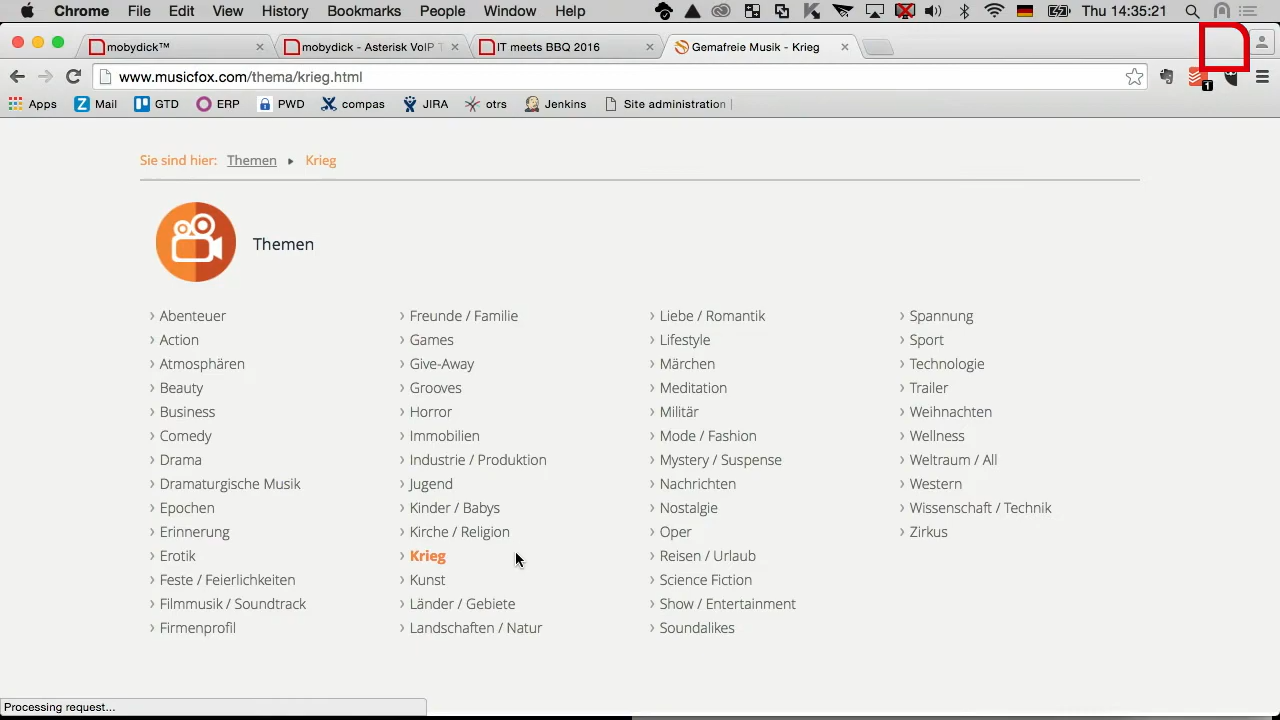 Chrome File Edit View History Bookmarks People Window Help Thu 14:35:21
mobydick™ mobydick - Asterisk VoIP T IT meets BBQ 2016 Gemafreie Musik - Krieg
www.musicfox.com/thema/krieg.html 1
Apps Mail GTD ERP PWD compas JIRA otrs Jenkins Site administration |
Sie sind hier: Themen Krieg
Themen
Abenteuer
Action
Atmosphären
Beauty
Business
Comedy
Drama
Dramaturgische Musik
Epochen
Erinnerung
Erotik
Feste / Feierlichkeiten
Filmmusik / Soundtrack
Firmenprofil
Freunde / Familie
Games
Give-Away
Grooves
Horror
Immobilien
Industrie / Produktion
Jugend
Kinder / Babys
Kirche / Religion
Krieg
Kunst
Länder / Gebiete
Landschaften / Natur
Liebe / Romantik
Lifestyle
Märchen
Meditation
Militär
Mode / Fashion
Mystery / Suspense
Nachrichten
Nostalgie
Oper
Reisen / Urlaub
Science Fiction
Show / Entertainment
Soundalikes
Spannung
Sport
Technologie
Trailer
Weihnachten
Wellness
Weltraum / All
Western
Wissenschaft / Technik
Zirkus
Processing request...